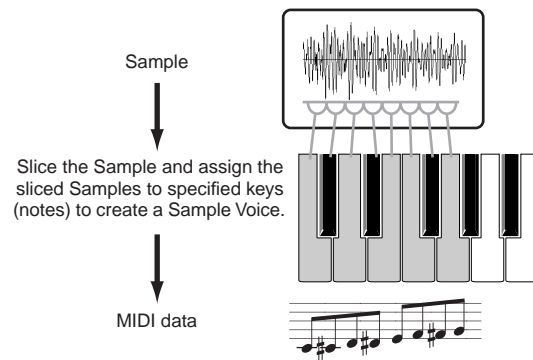 Sample
Slice the Sample and assign the
sliced Samples to specified keys
(notes) to create a Sample Voice.
MIDI data